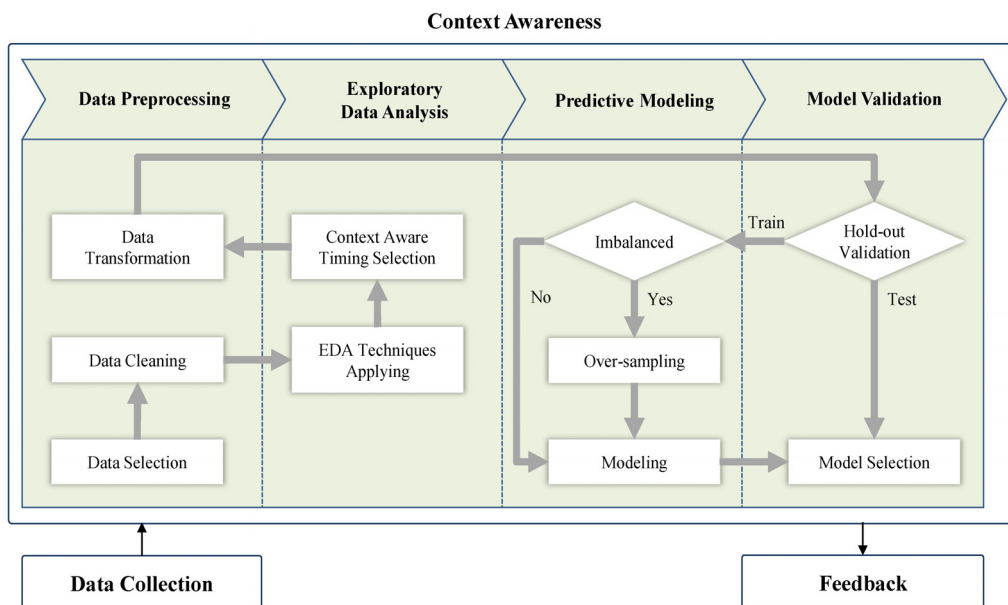 Context Awareness
Data Preprocessing
Exploratory
Data Analysis
Predictive Modeling
Model Validation
Data
Transformation
Context Aware
Timing Selection
Imbalanced
Train
Hold-out
Validation
No
Yes
Test
Data Cleaning
EDA Techniques
Applying
Over-sampling
Data Selection
Modeling
Model Selection
Data Collection
Feedback